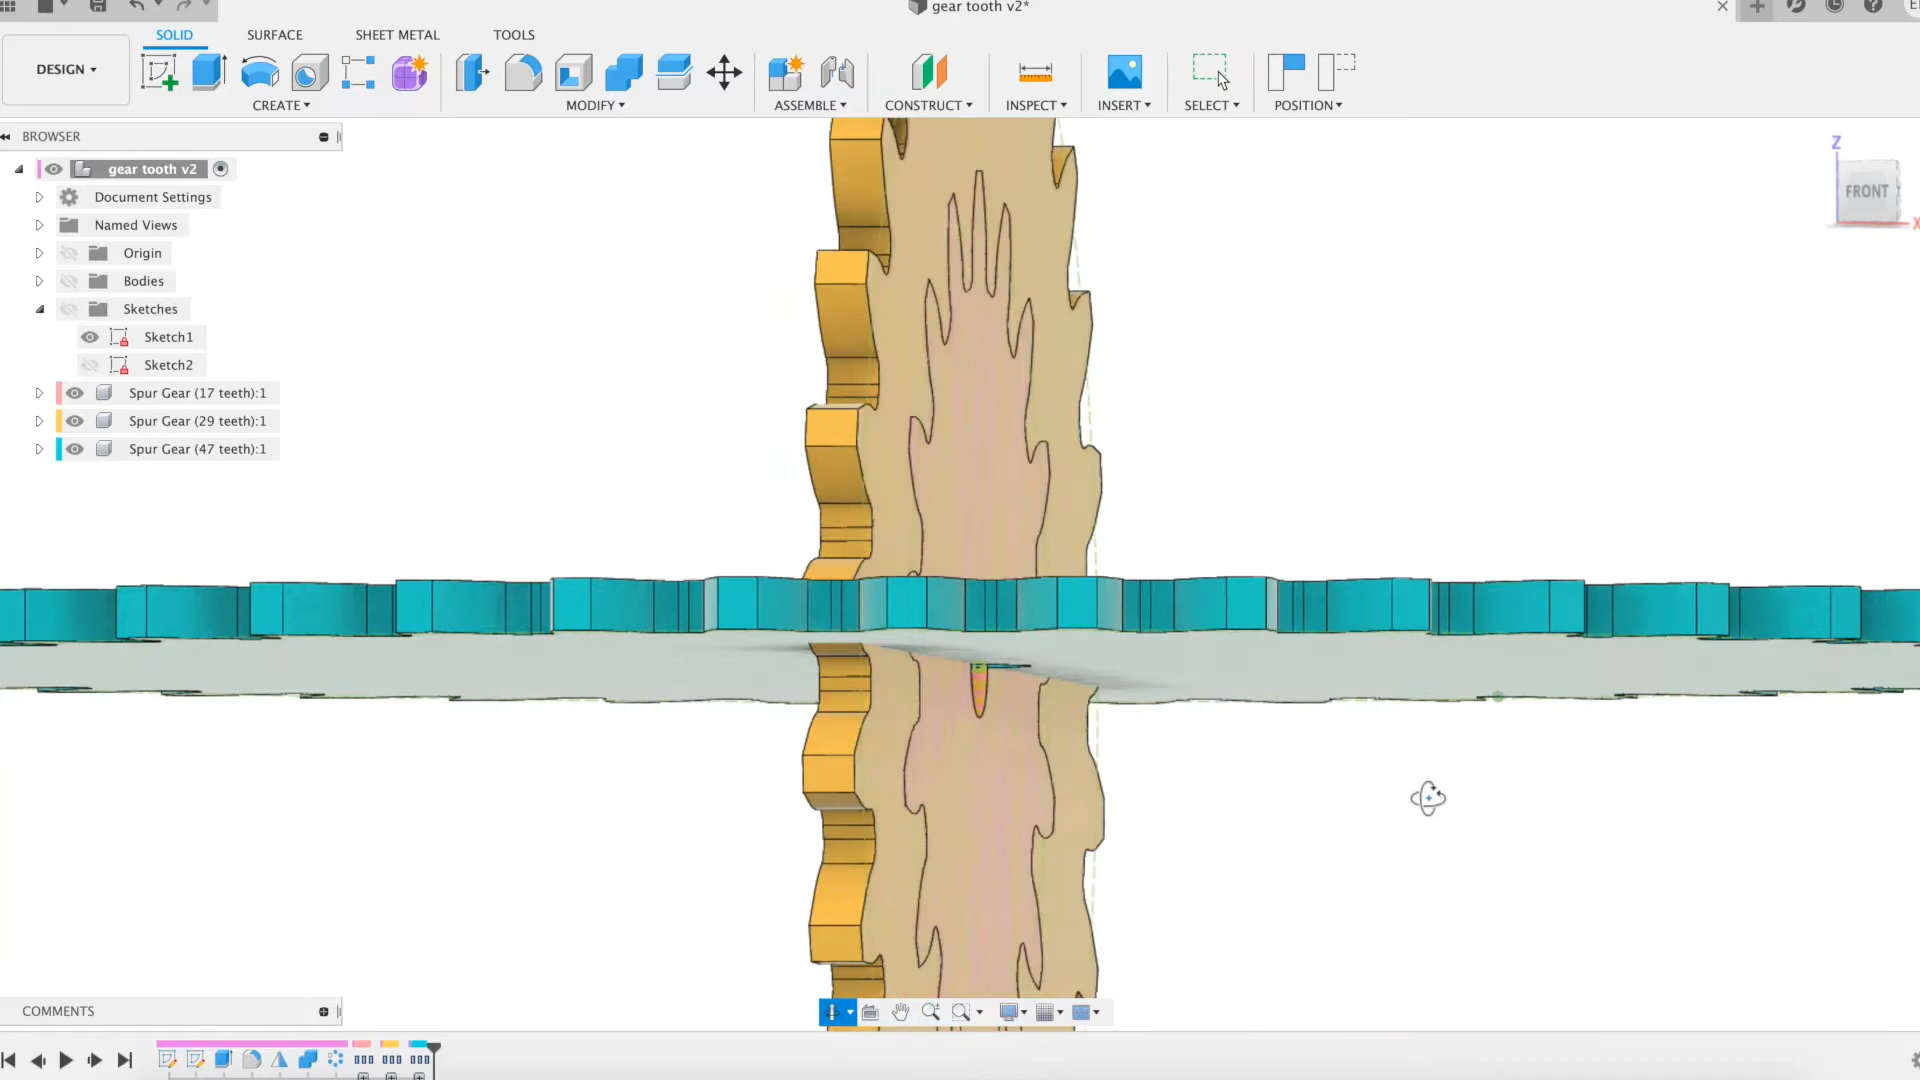 gear tooth v2*
SOLID SURFACE SHEET METAL TOOLS
DESIGN
CREATE MODIFY ASSEMBLE CONSTRUCT INSPECT INSERT SELECT POSITION
BROWSER
gear tooth v2
Document Settings
Named Views
Origin
Bodies
Sketches
Sketch1
Sketch2
Spur Gear (17 teeth):1
Spur Gear (29 teeth):1
Spur Gear (47 teeth):1
Z
FRONT
X
COMMENTS